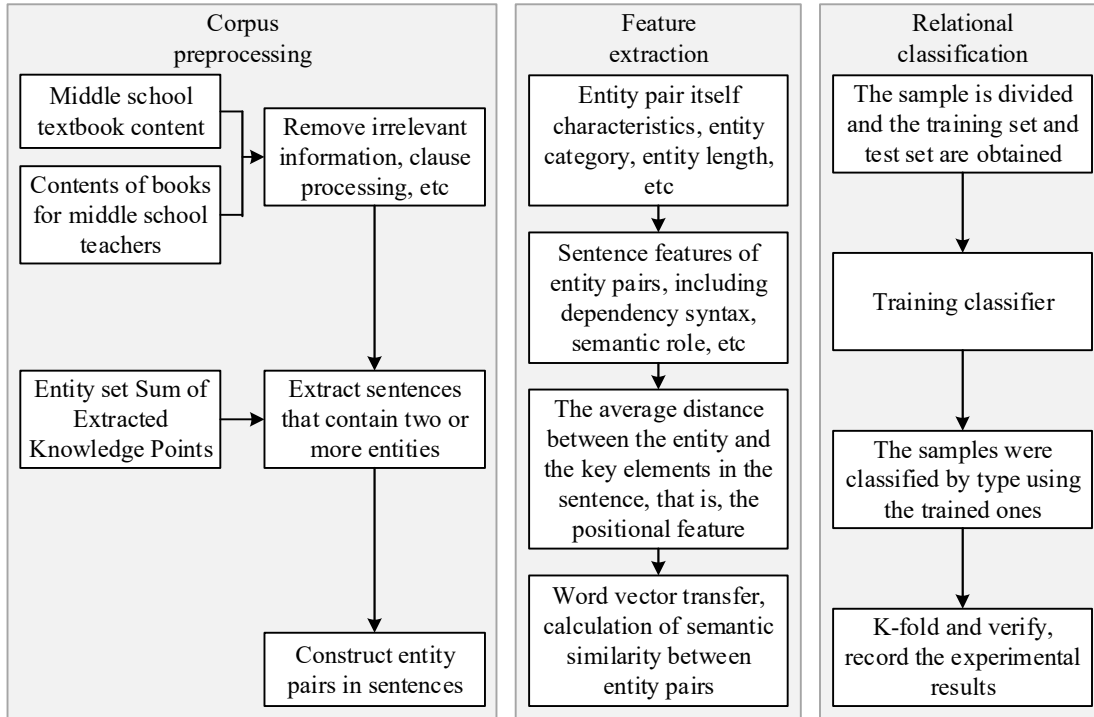 Corpus
preprocessing
Middle school
textbook content
Contents of books
for middle school
teachers
Remove irrelevant
information, clause
processing, etc
Entity set Sum of
Extracted
Knowledge Points
Extract sentences
that contain two or
more entities
Construct entity
pairs in sentences
Feature
extraction
Entity pair itself
characteristics, entity
category, entity length,
etc
Sentence features of
entity pairs, including
dependency syntax,
semantic role, etc
The average distance
between the entity and
the key elements in the
sentence, that is, the
positional feature
Word vector transfer,
calculation of semantic
similarity between
entity pairs
Relational
classification
The sample is divided
and the training set and
test set are obtained
Training classifier
The samples were
classified by type using
the trained ones
K-fold and verify,
record the experimental
results